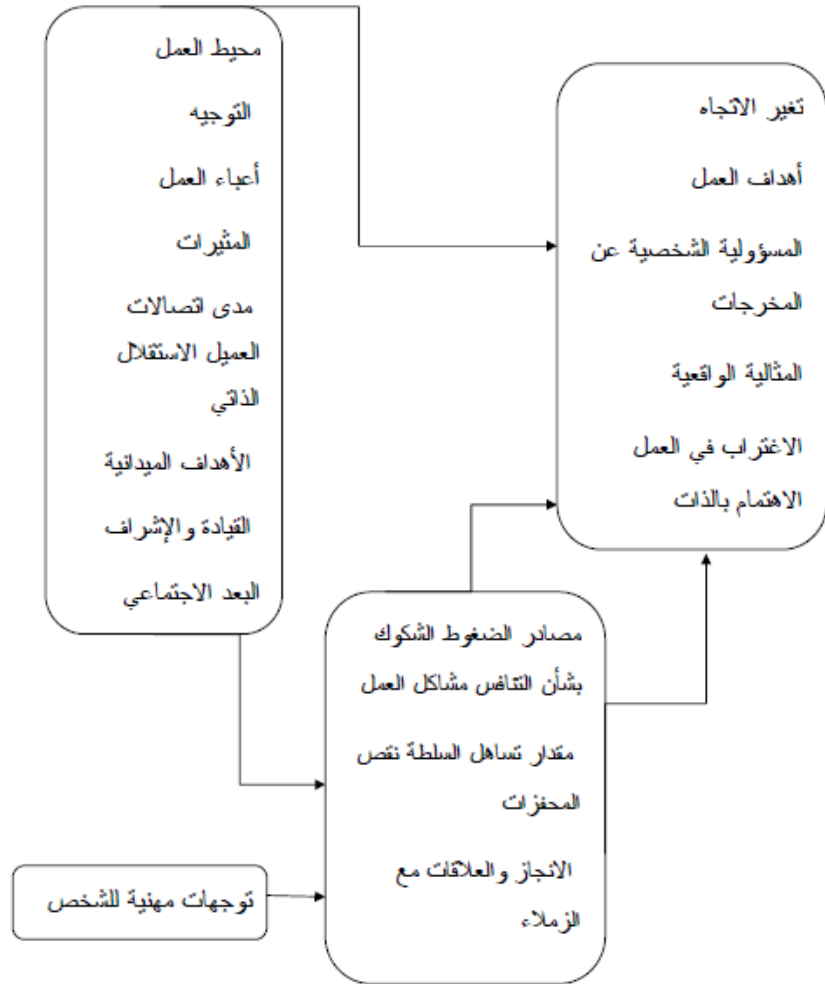 محيط العمل
التوجيه
أعباء العمل
المثيرات
مدى اتصالات
العميل الاستقلال
الذاتي
الأهداف الميدانية
القيادة والإشراف
البعد الاجتماعي
تغير الاتجاه
أهداف العمل
المسؤولية الشخصية عن
المخرجات
المثالية الواقعية
الاغتراب في العمل
الاهتمام بالذات
مصادر الضغوط الشكوك
بشأن التنافس مشاكل العمل
مقدار تساهل السلطة نقص
المحفزات
الانجاز والعلاقات مع
الزملاء
توجهات مهنية للشخص